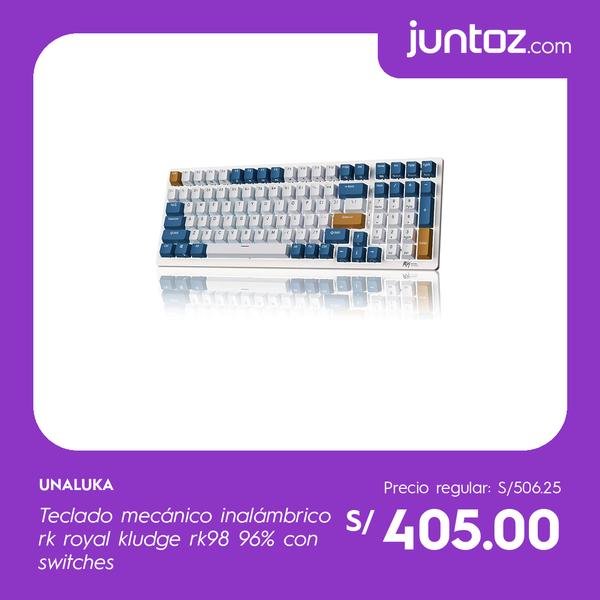 juntoz.com
UNALUKA
Teclado mecánico inalámbrico
rk royal kludge rk98 96% con
switches
Precio regular: S/506.25
S/ 405.00